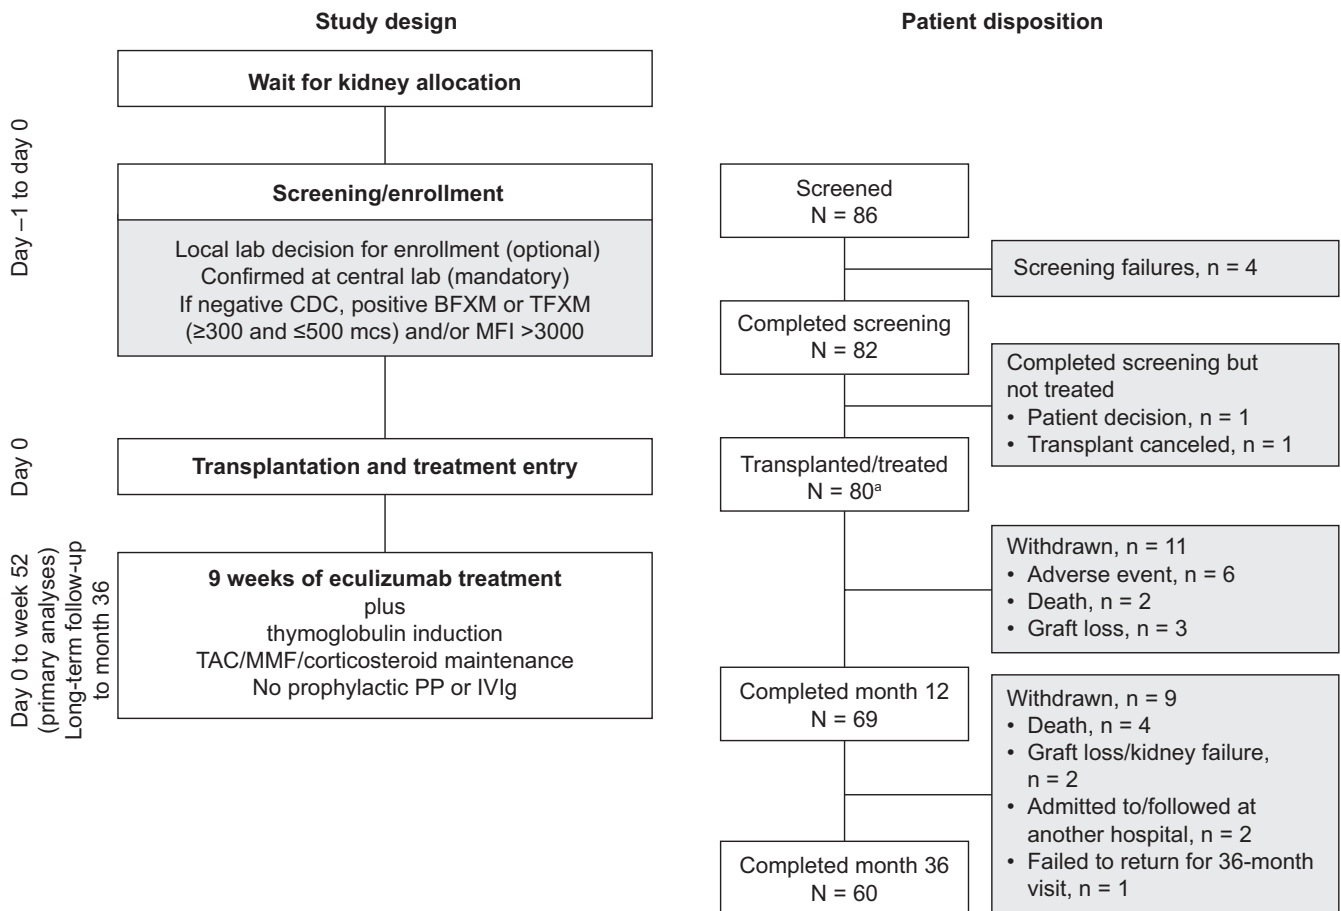 Study design
Wait for kidney allocation
Day –1 to day 0
Screening/enrollment
Local lab decision for enrollment (optional)
Confirmed at central lab (mandatory)
If negative CDC, positive BFXM or TFXM
(≥300 and ≤500 mcs) and/or MFI >3000
Day 0
Transplantation and treatment entry
Day 0 to week 52
(primary analyses)
Long-term follow-up
to month 36
9 weeks of eculizumab treatment
plus
thymoglobulin induction
TAC/MMF/corticosteroid maintenance
No prophylactic PP or IVIg
Patient disposition
Screened
N = 86
Screening failures, n = 4
Completed screening
N = 82
Completed screening but
not treated
• Patient decision, n = 1
• Transplant canceled, n = 1
Transplanted/treated
N = 80ᵃ
Withdrawn, n = 11
• Adverse event, n = 6
• Death, n = 2
• Graft loss, n = 3
Completed month 12
N = 69
Withdrawn, n = 9
• Death, n = 4
• Graft loss/kidney failure,
n = 2
• Admitted to/followed at
another hospital, n = 2
• Failed to return for 36-month
visit, n = 1
Completed month 36
N = 60